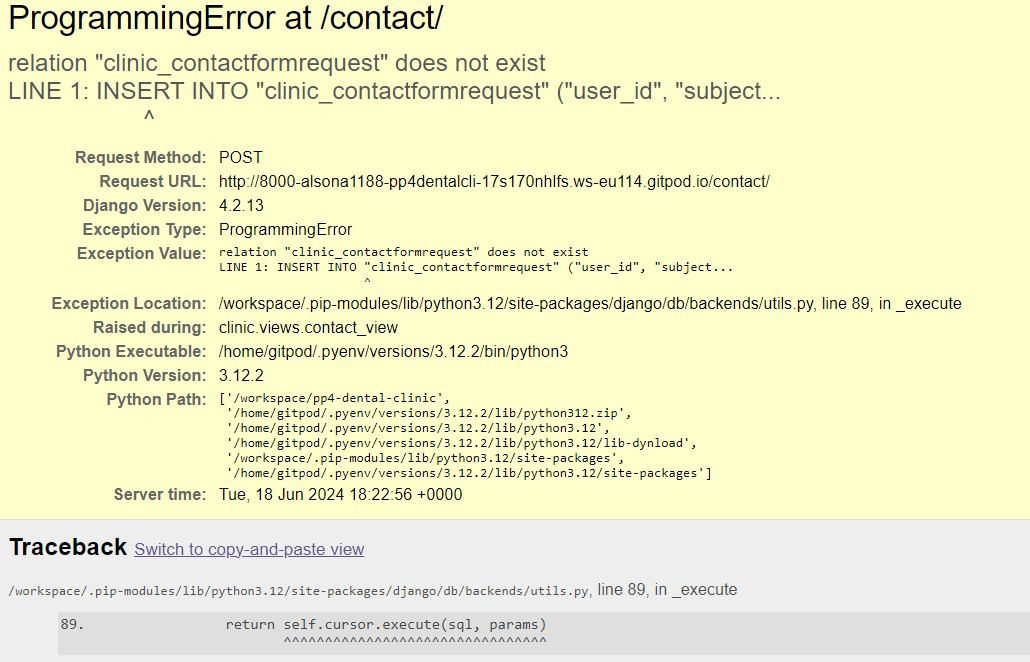 ProgrammingError at /contact/
relation "clinic_contactformrequest" does not exist
LINE 1: INSERT INTO "clinic_contactformrequest" ("user_id", "subject...
^
Request Method: POST
Request URL: http://8000-alsona1188-pp4dentalcli-17s170nhlfs.ws-eu114.gitpod.io/contact/
Django Version: 4.2.13
Exception Type: ProgrammingError
Exception Value: relation "clinic_contactformrequest" does not exist
LINE 1: INSERT INTO "clinic_contactformrequest" ("user_id", "subject...
^
Exception Location: /workspace/.pip-modules/lib/python3.12/site-packages/django/db/backends/utils.py, line 89, in _execute
Raised during: clinic.views.contact_view
Python Executable: /home/gitpod/.pyenv/versions/3.12.2/bin/python3
Python Version: 3.12.2
Python Path: ['/workspace/pp4-dental-clinic',
'/home/gitpod/.pyenv/versions/3.12.2/lib/python312.zip',
'/home/gitpod/.pyenv/versions/3.12.2/lib/python3.12',
'/home/gitpod/.pyenv/versions/3.12.2/lib/python3.12/lib-dynload',
'/workspace/.pip-modules/lib/python3.12/site-packages',
'/home/gitpod/.pyenv/versions/3.12.2/lib/python3.12/site-packages']
Server time: Tue, 18 Jun 2024 18:22:56 +0000
Traceback Switch to copy-and-paste view
/workspace/.pip-modules/lib/python3.12/site-packages/django/db/backends/utils.py, line 89, in _execute
89. return self.cursor.execute(sql, params)
^^^^^^^^^^^^^^^^^^^^^^^^^^^^^^^^